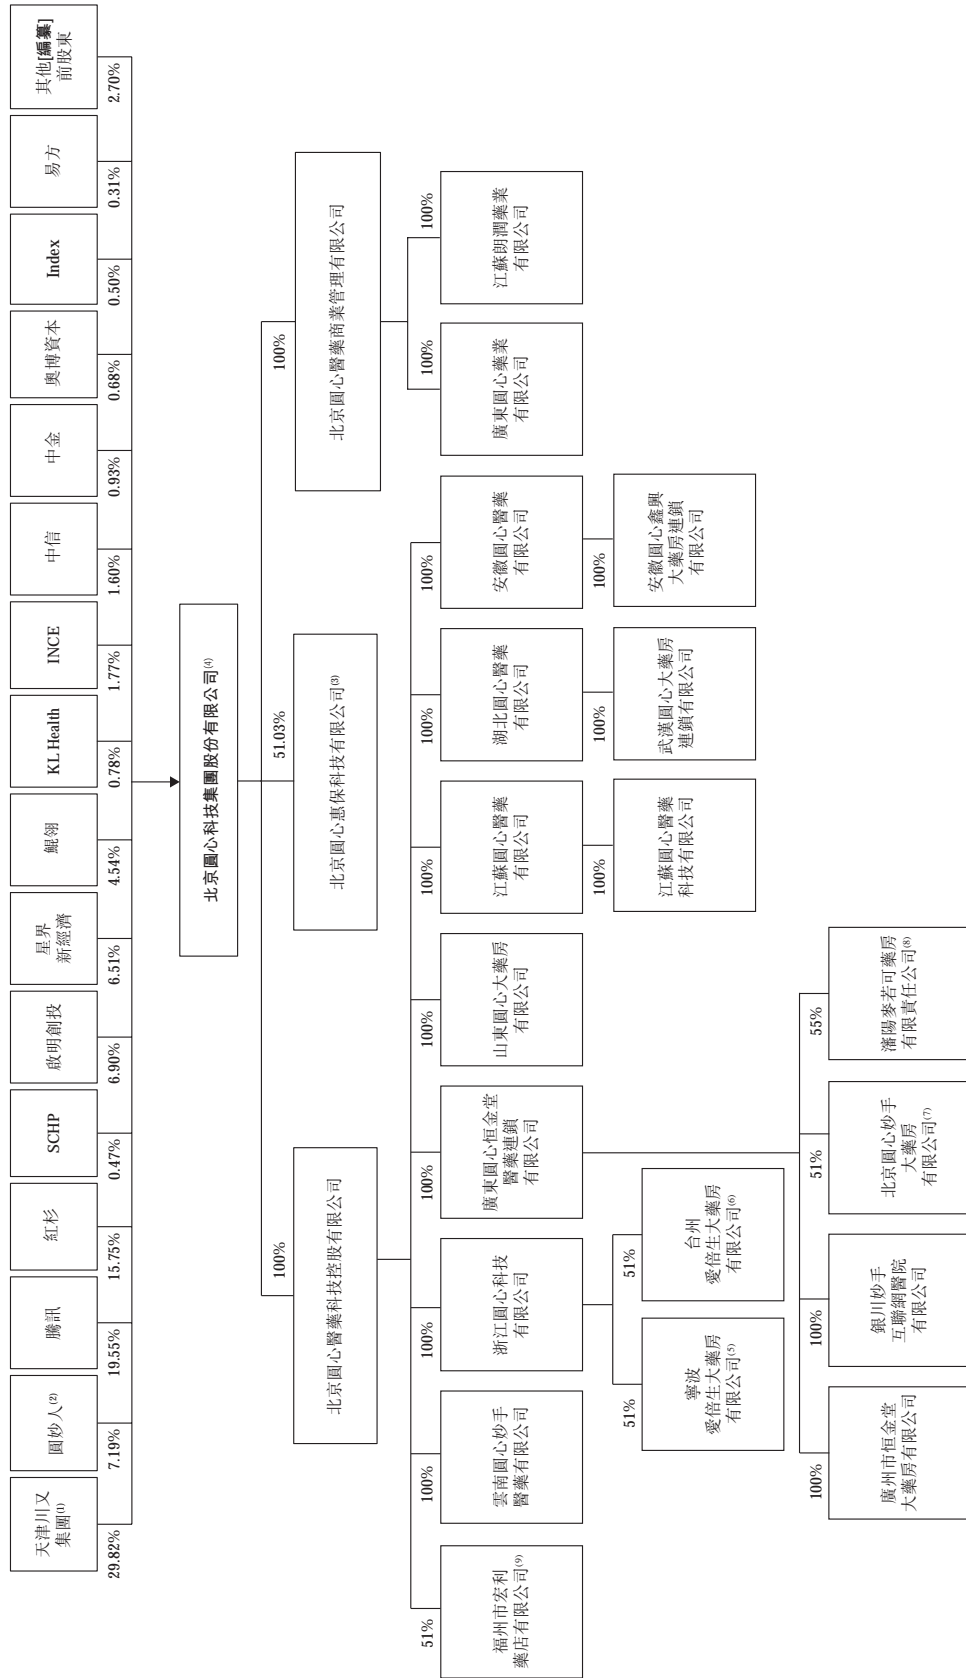 天津川又
集團(1)
圓妙人(2)
騰訊
紅杉
SCHP
啟明創投
星界
新經濟
鯤翎
KL Health
INCE
中信
中金
奧博資本
Index
易方
其他[編纂]
前股東
29.82%
7.19%
19.55%
15.75%
0.47%
6.90%
6.51%
4.54%
0.78%
1.77%
1.60%
0.93%
0.68%
0.50%
0.31%
2.70%
北京圓心科技集團股份有限公司(4)
100%
51.03%
100%
北京圓心醫藥科技控股有限公司
北京圓心惠保科技有限公司(3)
北京圓心醫藥商業管理有限公司
51%
100%
100%
100%
100%
100%
100%
100%
100%
100%
福州市宏利
藥店有限公司(9)
雲南圓心妙手
醫藥有限公司
浙江圓心科技
有限公司
廣東圓心恒金堂
醫藥連鎖
有限公司
山東圓心大藥房
有限公司
江蘇圓心醫藥
有限公司
湖北圓心醫藥
有限公司
安徽圓心醫藥
有限公司
廣東圓心藥業
有限公司
江蘇朗潤藥業
有限公司
51%
51%
100%
100%
100%
寧波
愛倍生大藥房
有限公司(5)
台州
愛倍生大藥房
有限公司(6)
江蘇圓心醫藥
科技有限公司
武漢圓心大藥房
連鎖有限公司
安徽圓心鑫興
大藥房連鎖
有限公司
100%
100%
51%
55%
廣州市恒金堂
大藥房有限公司
銀川妙手
互聯網醫院
有限公司
北京圓心妙手
大藥房
有限公司(7)
瀋陽麥若可藥房
有限責任公司(8)